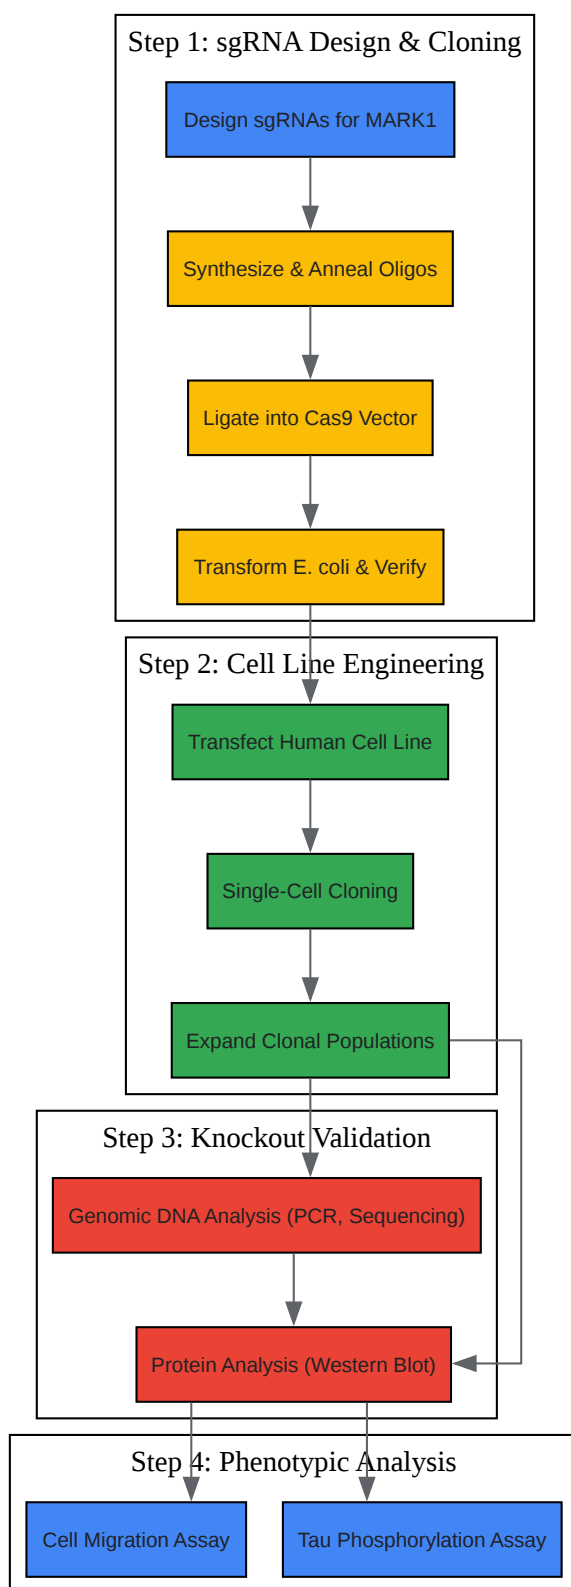 Step 1: sgRNA Design & Cloning
Design sgRNAs for MARK1
Synthesize & Anneal Oligos
Ligate into Cas9 Vector
Transform E. coli & Verify
Step 2: Cell Line Engineering
Transfect Human Cell Line
Single-Cell Cloning
Expand Clonal Populations
Step 3: Knockout Validation
Genomic DNA Analysis (PCR, Sequencing)
Protein Analysis (Western Blot)
Step 4: Phenotypic Analysis
Cell Migration Assay
Tau Phosphorylation Assay